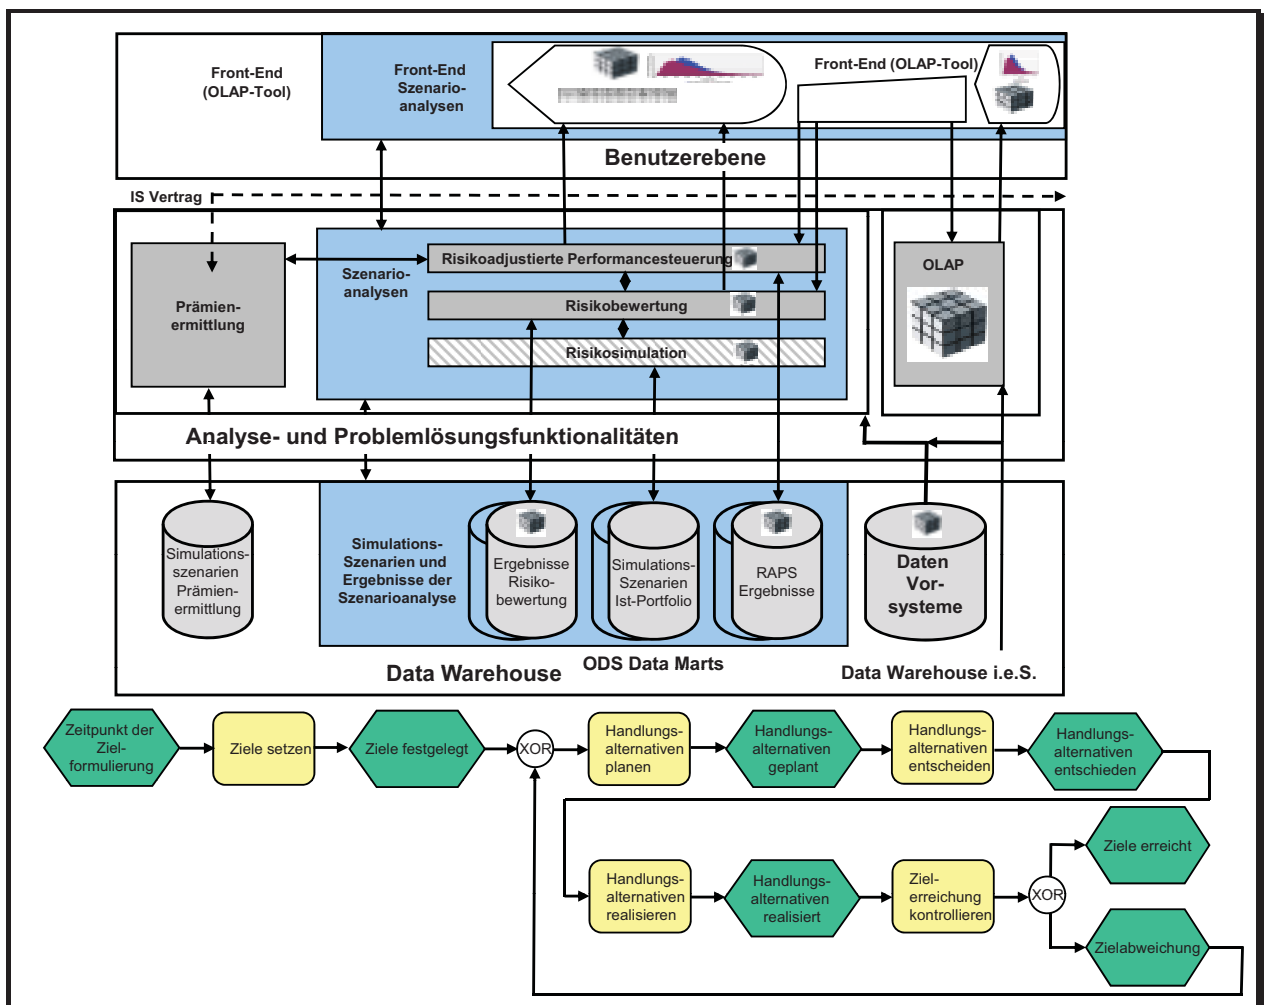 Front-End
(OLAP-Tool)
Front-End
Szenario-
analysen
Front-End (OLAP-Tool)
Benutzerebene
IS Vertrag
Prämien-
ermittlung
Szenario-
analysen
Risikoadjustierte Performancesteuerung
Risikobewertung
Risikosimulation
OLAP
Analyse- und Problemlösungsfunktionalitäten
Simulations-
szenarien
Prämien-
ermittlung
Simulations-
Szenarien und
Ergebnisse der
Szenarioanalyse
Ergebnisse
Risiko-
bewertung
Simulations-
Szenarien
Ist-Portfolio
RAPS
Ergebnisse
Daten
Vor-
systeme
Data Warehouse
ODS Data Marts
Data Warehouse i.e.S.
Zeitpunkt der
Ziel-
formulierung
Ziele setzen
Ziele festgelegt
XOR
Handlungs-
alternativen
planen
Handlungs-
alternativen
geplant
Handlungs-
alternativen
entscheiden
Handlungs-
alternativen
entschieden
Handlungs-
alternativen
realisieren
Handlungs-
alternativen
realisiert
Ziel-
erreichung
kontrollieren
XOR
Ziele erreicht
Zielabweichung